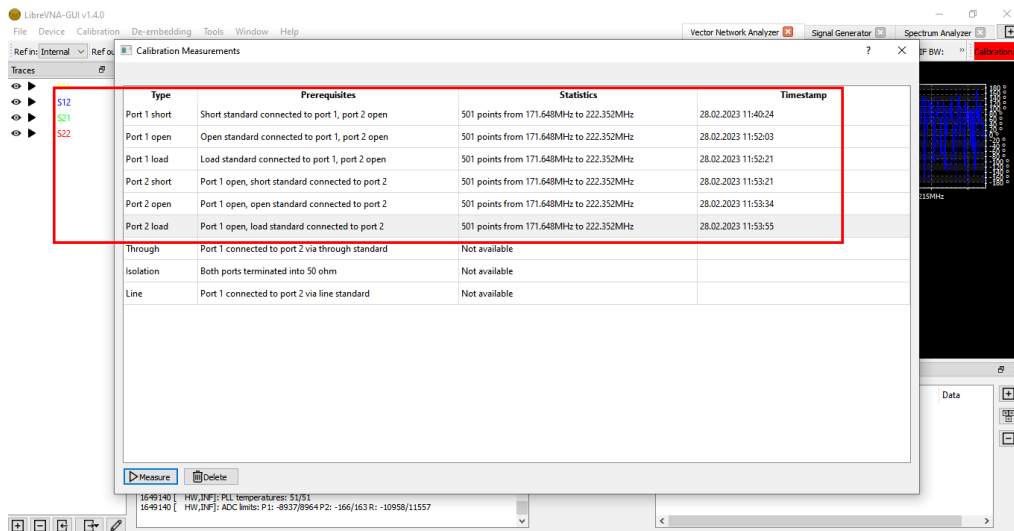 LibreVNA-GUI v1.4.0
File Device Calibration De-embedding Tools Window Help
Vector Network Analyzer Signal Generator Spectrum Analyzer
Ref in: Internal Ref ou
IF BW: » Calibration:
Calibration Measurements ?
Traces
S12
S21
S22
Type Prerequisites Statistics Timestamp
Port 1 short Short standard connected to port 1, port 2 open 501 points from 171.648MHz to 222.352MHz 28.02.2023 11:40:24
Port 1 open Open standard connected to port 1, port 2 open 501 points from 171.648MHz to 222.352MHz 28.02.2023 11:52:03
Port 1 load Load standard connected to port 1, port 2 open 501 points from 171.648MHz to 222.352MHz 28.02.2023 11:52:21
Port 2 short Port 1 open, short standard connected to port 2 501 points from 171.648MHz to 222.352MHz 28.02.2023 11:53:21
Port 2 open Port 1 open, open standard connected to port 2 501 points from 171.648MHz to 222.352MHz 28.02.2023 11:53:34
Port 2 load Port 1 open, load standard connected to port 2 501 points from 171.648MHz to 222.352MHz 28.02.2023 11:53:55
Through Port 1 connected to port 2 via through standard Not available
Isolation Both ports terminated into 50 ohm Not available
Line Port 1 connected to port 2 via line standard Not available
215MHz
Data
Measure Delete
1649140 [ HW,INF]: PLL temperatures: 51/51
1649140 [ HW,INF]: ADC limits: P1: -8937/8964 P2: -166/163 R: -10958/11557